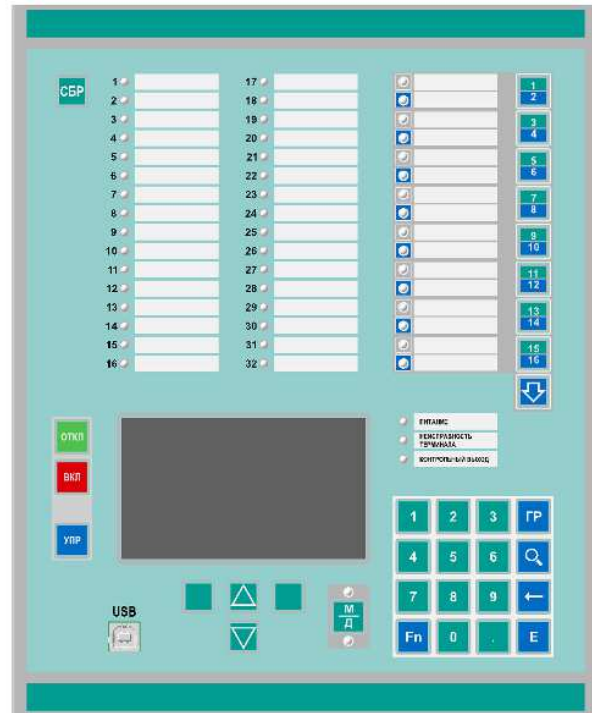 СБР
1 17
2 18
3 19
4 20
5 21
6 22
7 23
8 24
9 25
10 26
11 27
12 28
13 29
14 30
15 31
16 32
1
2
3
4
5
6
7
8
9
10
11
12
13
14
15
16
ПИТАНИЕ
НЕИСПРАВНОСТЬ
ТЕРМИНАЛА
КОНТРОЛЬНЫЙ ВЫХОД
ОТКЛ
ВКЛ
УПР
USB
М
Д
1 2 3 ГР
4 5 6
7 8 9
Fn 0 . E